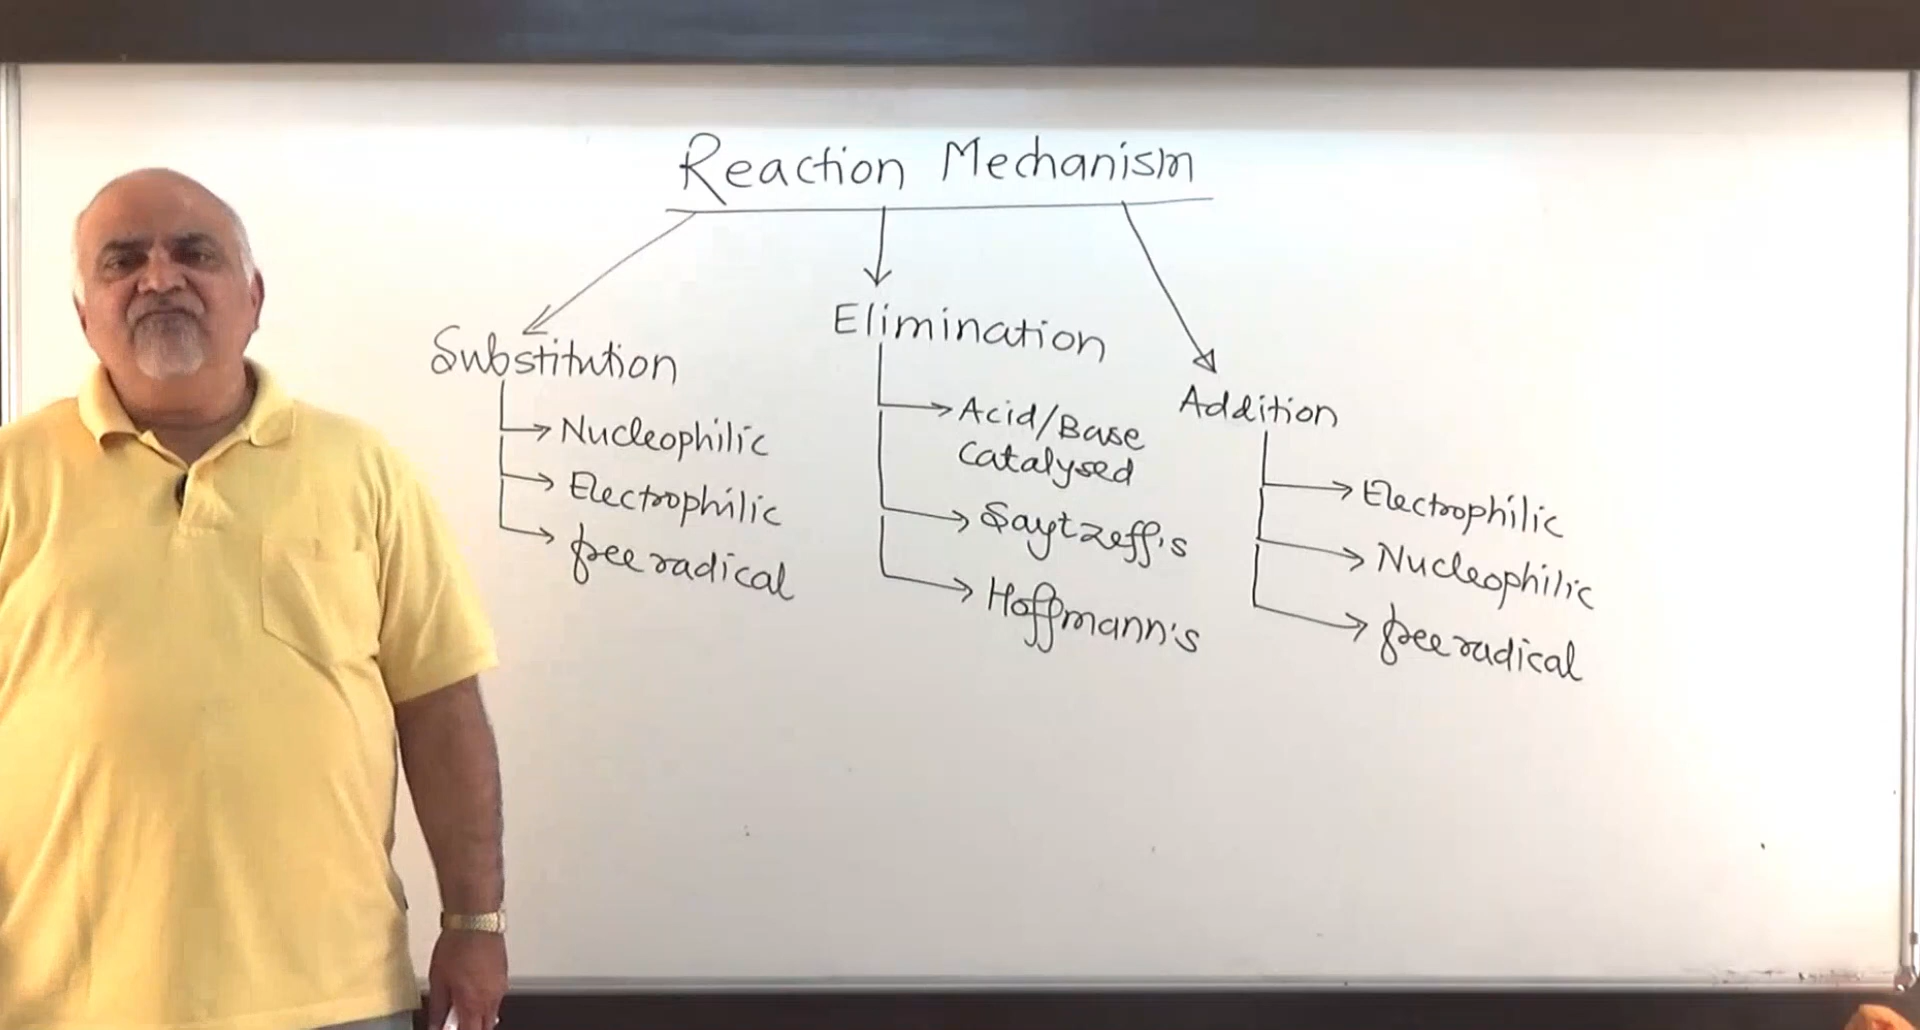 Reaction Mechanism
Substitution
Nucleophilic
Electrophilic
free radical
Elimination
Acid/Base
Catalysed
Saytzeff's
Hoffmann's
Addition
Electrophilic
Nucleophilic
free radical